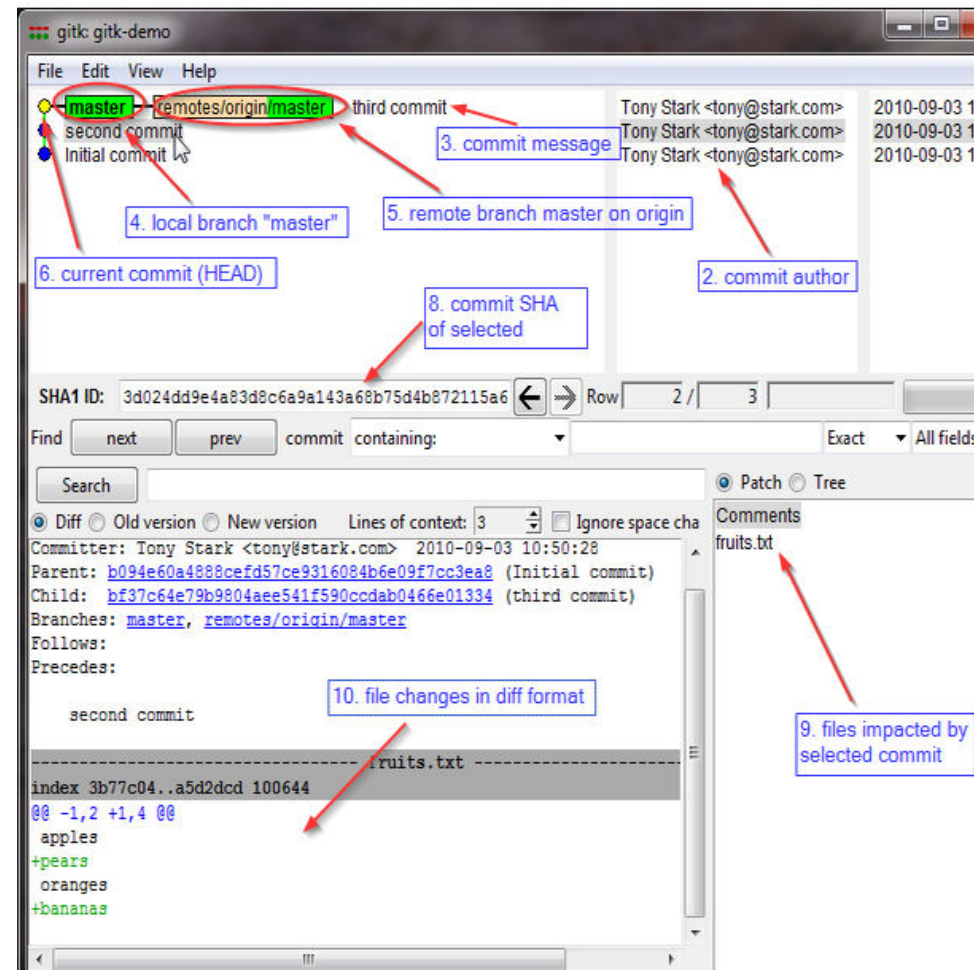 gitk: gitk-demo
File Edit View Help
master remotes/origin/master third commit Tony Stark <tony@stark.com> 2010-09-03 1
second commit Tony Stark <tony@stark.com> 2010-09-03 1
Initial commit Tony Stark <tony@stark.com> 2010-09-03 1
3. commit message
4. local branch "master"
5. remote branch master on origin
6. current commit (HEAD)
2. commit author
8. commit SHA
of selected
SHA1 ID: 3d024dd9e4a83d8c6a9a143a68b75d4b872115a6 Row 2 / 3
Find next prev commit containing: Exact All fields
Search
Patch Tree
Diff Old version New version Lines of context: 3 Ignore space cha
Comments
fruits.txt
Committer: Tony Stark <tony@stark.com> 2010-09-03 10:50:28
Parent: b094e60a4888cefd57ce9316084b6e09f7cc3ea8 (Initial commit)
Child: bf37c64e79b9804aee541f590ccdab0466e01334 (third commit)
Branches: master, remotes/origin/master
Follows:
Precedes:
10. file changes in diff format
second commit
9. files impacted by
selected commit
---------------------------------- fruits.txt ----------------------
index 3b77c04..a5d2dcd 100644
@@ -1,2 +1,4 @@
apples
+pears
oranges
+bananas